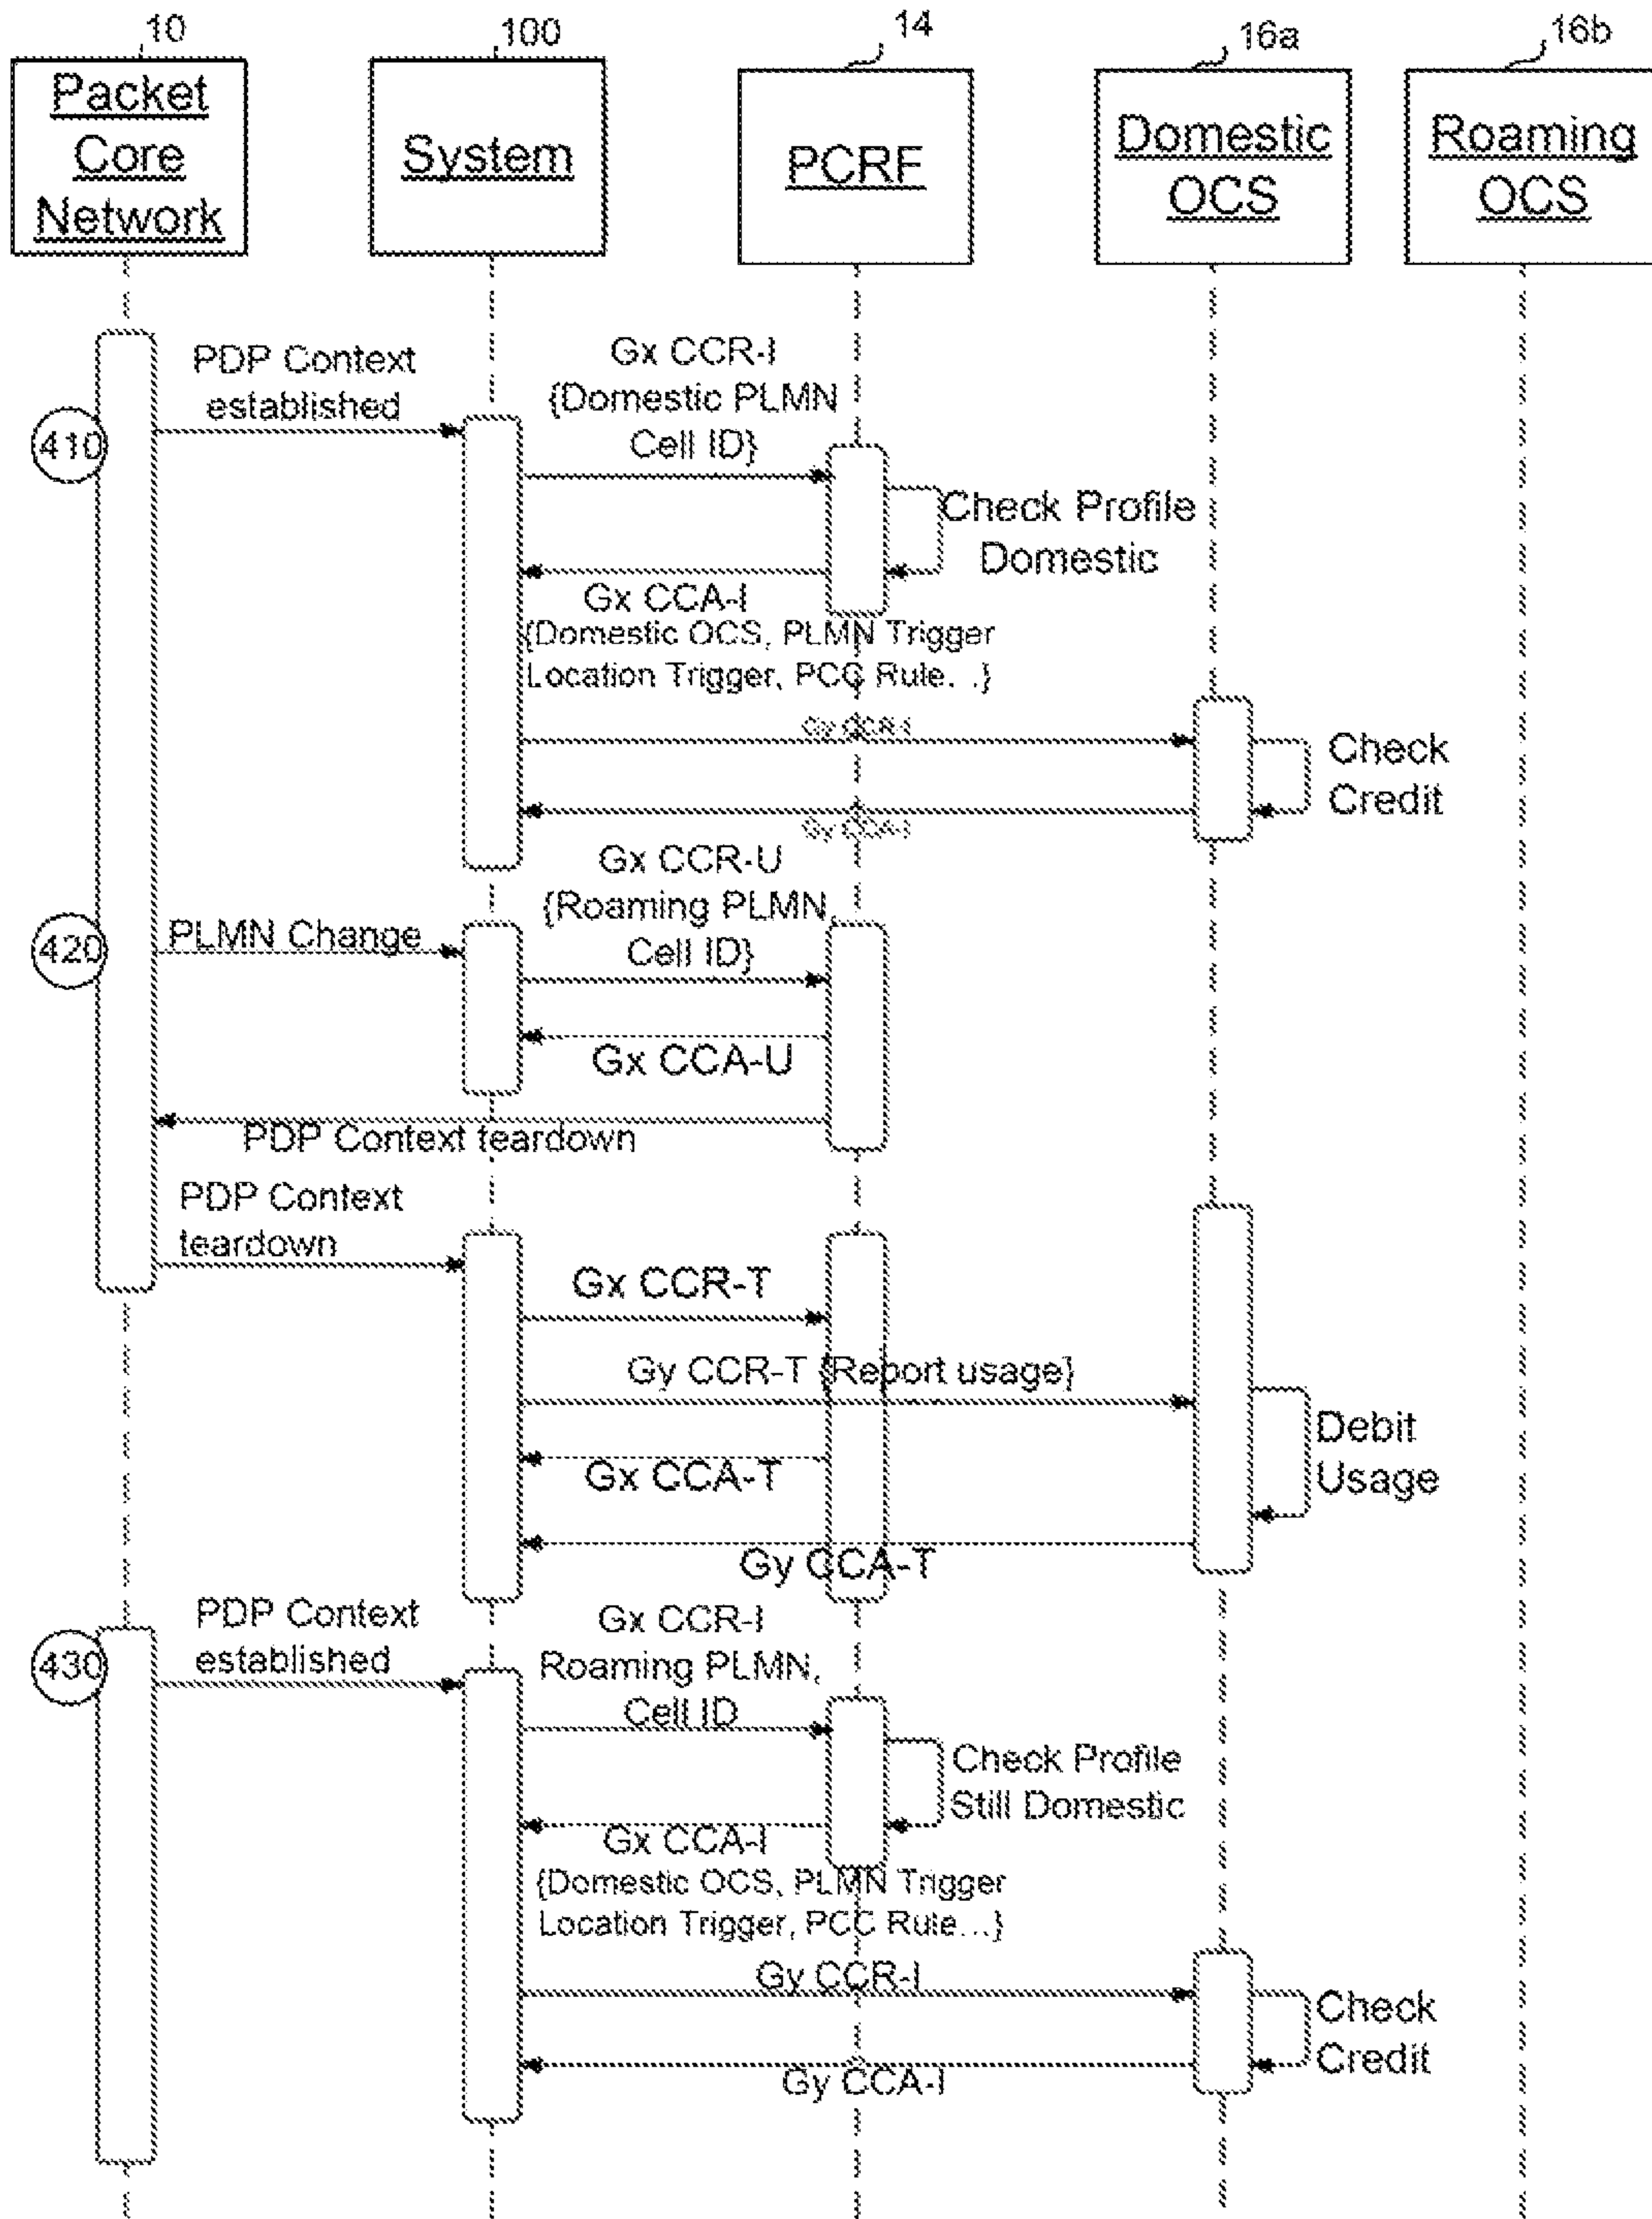 10
100
14
16a
16b
Packet
Core
Network
System
PCRF
Domestic
OCS
Roaming
OCS
PDP Context
established
Gx CCR-I
{Domestic PLMN
Cell ID}
410
Check Profile
Domestic
Gx CCA-I
{Domestic OCS, PLMN Trigger
Location Trigger, PCC Rule...}
Gy CCR-I
Check
Credit
Gy CCA-I
Gx CCR-U
{Roaming PLMN,
Cell ID}
420
PLMN Change
Gx CCA-U
PDP Context teardown
PDP Context
teardown
Gx CCR-T
Gy CCR-T {Report usage}
Debit
Usage
Gx CCA-T
Gy CCA-T
PDP Context
established
Gx CCR-I
Roaming PLMN,
Cell ID
430
Check Profile
Still Domestic
Gx CCA-I
{Domestic OCS, PLMN Trigger
Location Trigger, PCC Rule...}
Gy CCR-I
Check
Credit
Gy CCA-I